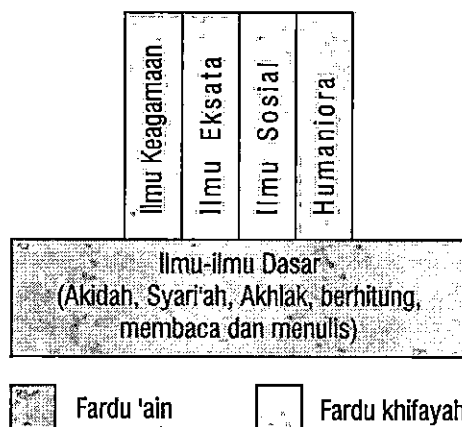 Ilmu Keagamaan
Ilmu Eksata
Ilmu Sosial
Humaniora
Ilmu-ilmu Dasar
(Akidah, Syari'ah, Akhlak, berhitung,
membaca dan menulis)
Fardu 'ain
Fardu khifayah